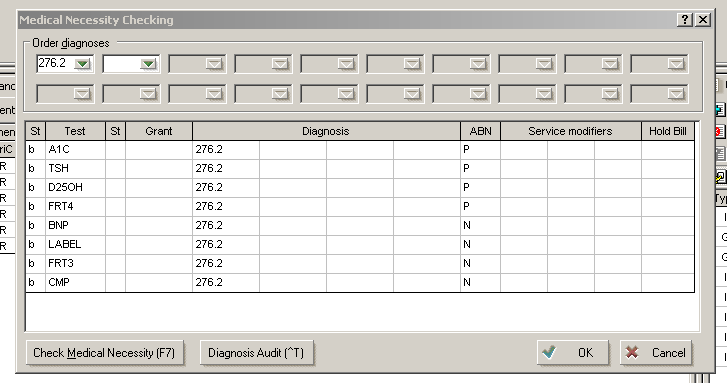 Medical Necessity Checking
Order diagnoses
276.2
St Test St Grant Diagnosis ABN Service modifiers Hold Bill
b A1C 276.2 P
b TSH 276.2 P
b D25OH 276.2 P
b FRT4 276.2 P
b BNP 276.2 N
b LABEL 276.2 N
b FRT3 276.2 N
b CMP 276.2 N
Check Medical Necessity (F7) Diagnosis Audit (^T) OK Cancel